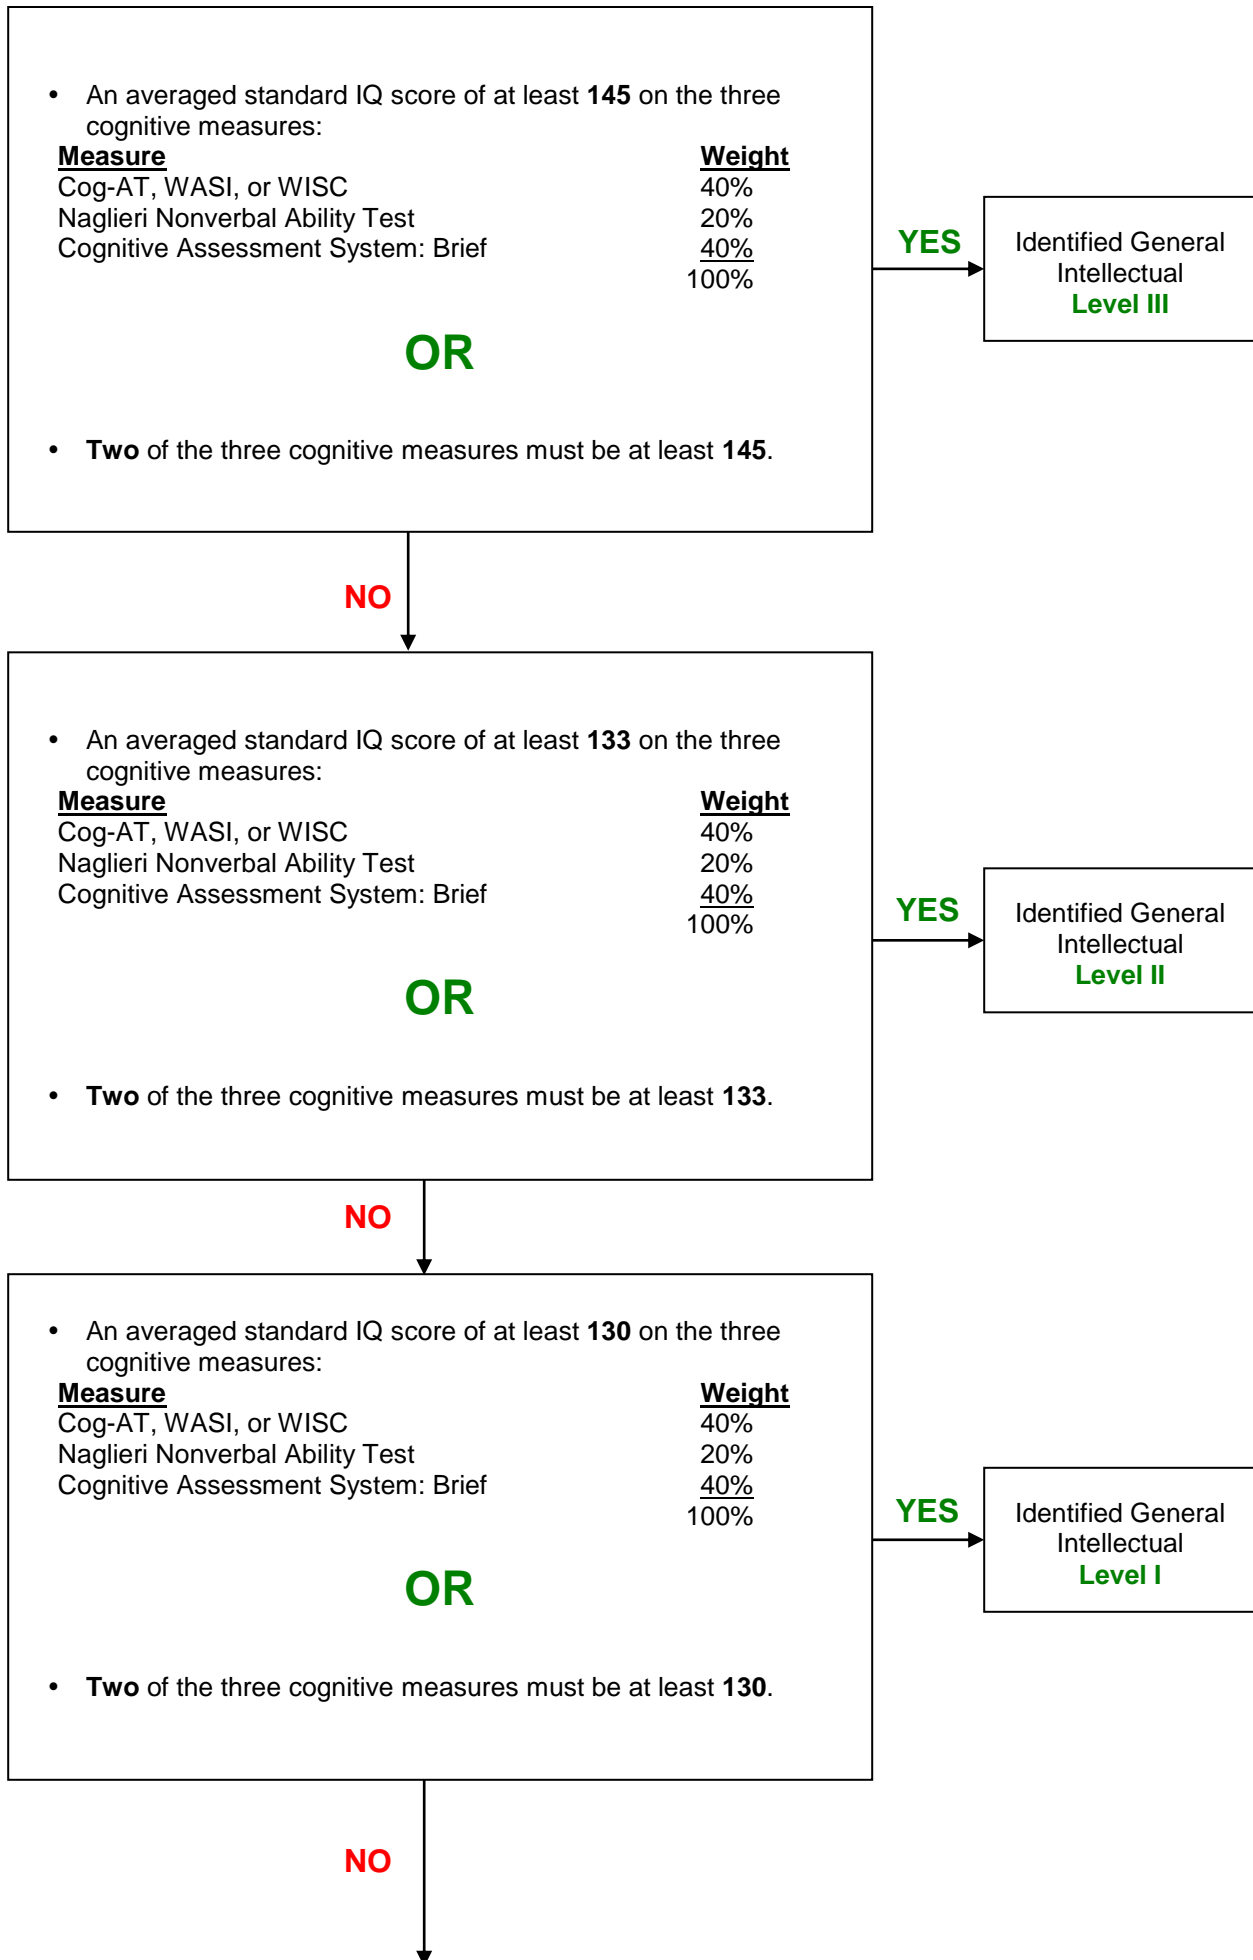 • An averaged standard IQ score of at least 145 on the three
cognitive measures:
Measure Weight
Cog-AT, WASI, or WISC 40%
Naglieri Nonverbal Ability Test 20%
Cognitive Assessment System: Brief 40%
100%
OR
• Two of the three cognitive measures must be at least 145.
YES
Identified General
Intellectual
Level III
NO
• An averaged standard IQ score of at least 133 on the three
cognitive measures:
Measure Weight
Cog-AT, WASI, or WISC 40%
Naglieri Nonverbal Ability Test 20%
Cognitive Assessment System: Brief 40%
100%
OR
• Two of the three cognitive measures must be at least 133.
YES
Identified General
Intellectual
Level II
NO
• An averaged standard IQ score of at least 130 on the three
cognitive measures:
Measure Weight
Cog-AT, WASI, or WISC 40%
Naglieri Nonverbal Ability Test 20%
Cognitive Assessment System: Brief 40%
100%
OR
• Two of the three cognitive measures must be at least 130.
YES
Identified General
Intellectual
Level I
NO